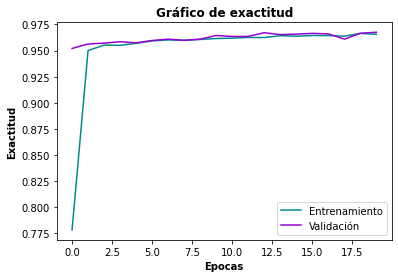 Gráfico de exactitud
0.975
0.950
0.925
0.900
0.875
0.850
0.825
0.800
0.775
Exactitud
Entrenamiento
Validación
0.0 2.5 5.0 7.5 10.0 12.5 15.0 17.5
Epocas